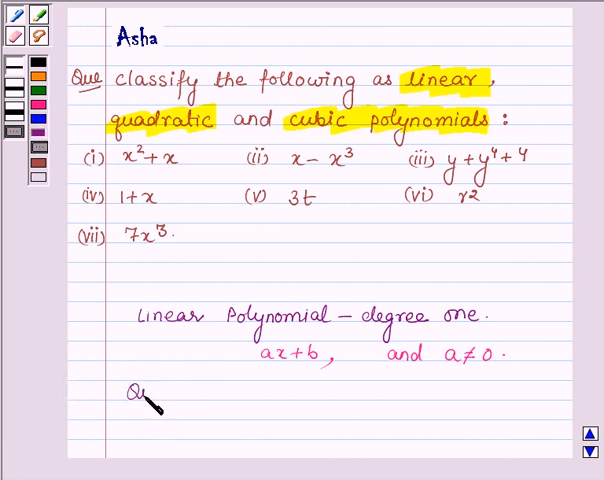 Asha
Que classify the following as linear,
quadratic and cubic polynomials :
(i) x² + x (ii) x - x³ (iii) y + y⁴ + 4
(iv) 1 + x (v) 3t (vi) r2
(vii) 7x³.
Linear Polynomial - degree one.
ax + b, and a ≠ 0.
Qu